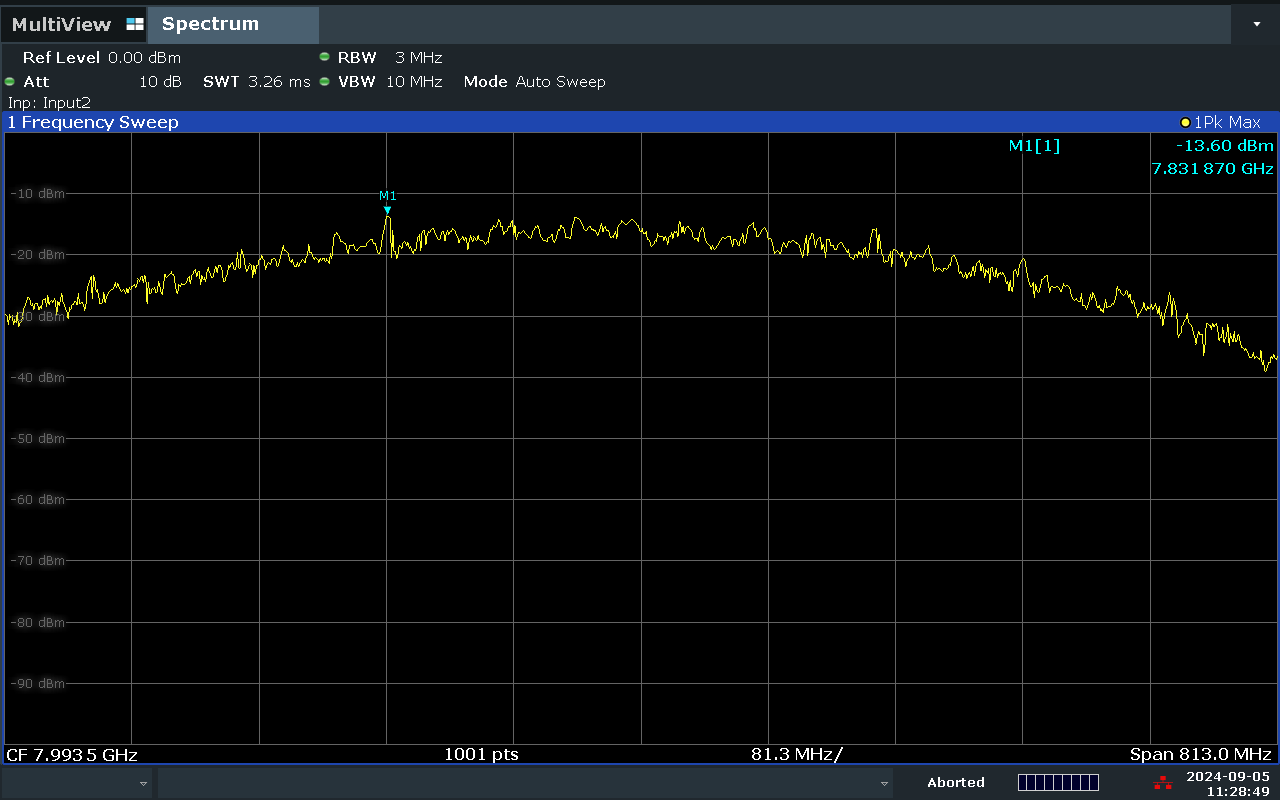 MultiView Spectrum
Ref Level 0.00 dBm RBW 3 MHz
Att 10 dB SWT 3.26 ms VBW 10 MHz Mode Auto Sweep
Inp: Input2
1 Frequency Sweep 1Pk Max
M1[1] -13.60 dBm
7.831 870 GHz
-10 dBm
M1
-20 dBm
-30 dBm
-40 dBm
-50 dBm
-60 dBm
-70 dBm
-80 dBm
-90 dBm
CF 7.9935 GHz 1001 pts 81.3 MHz/ Span 813.0 MHz
Aborted 2024-09-05
11:28:49